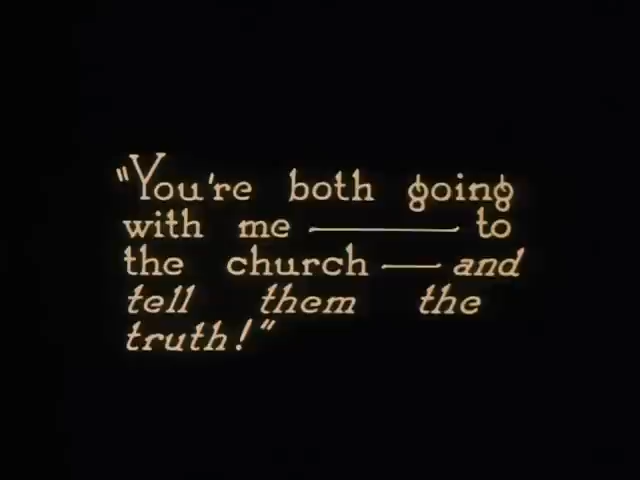 "You're both going
with me —— to
the church — and
tell them the
truth!"